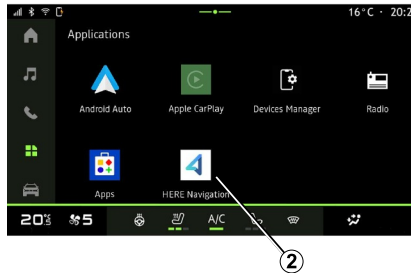 16°C · 20:2
Applications
Android Auto
Apple CarPlay
Devices Manager
Radio
Apps
HERE Navigation
20.5
5
A/C
2